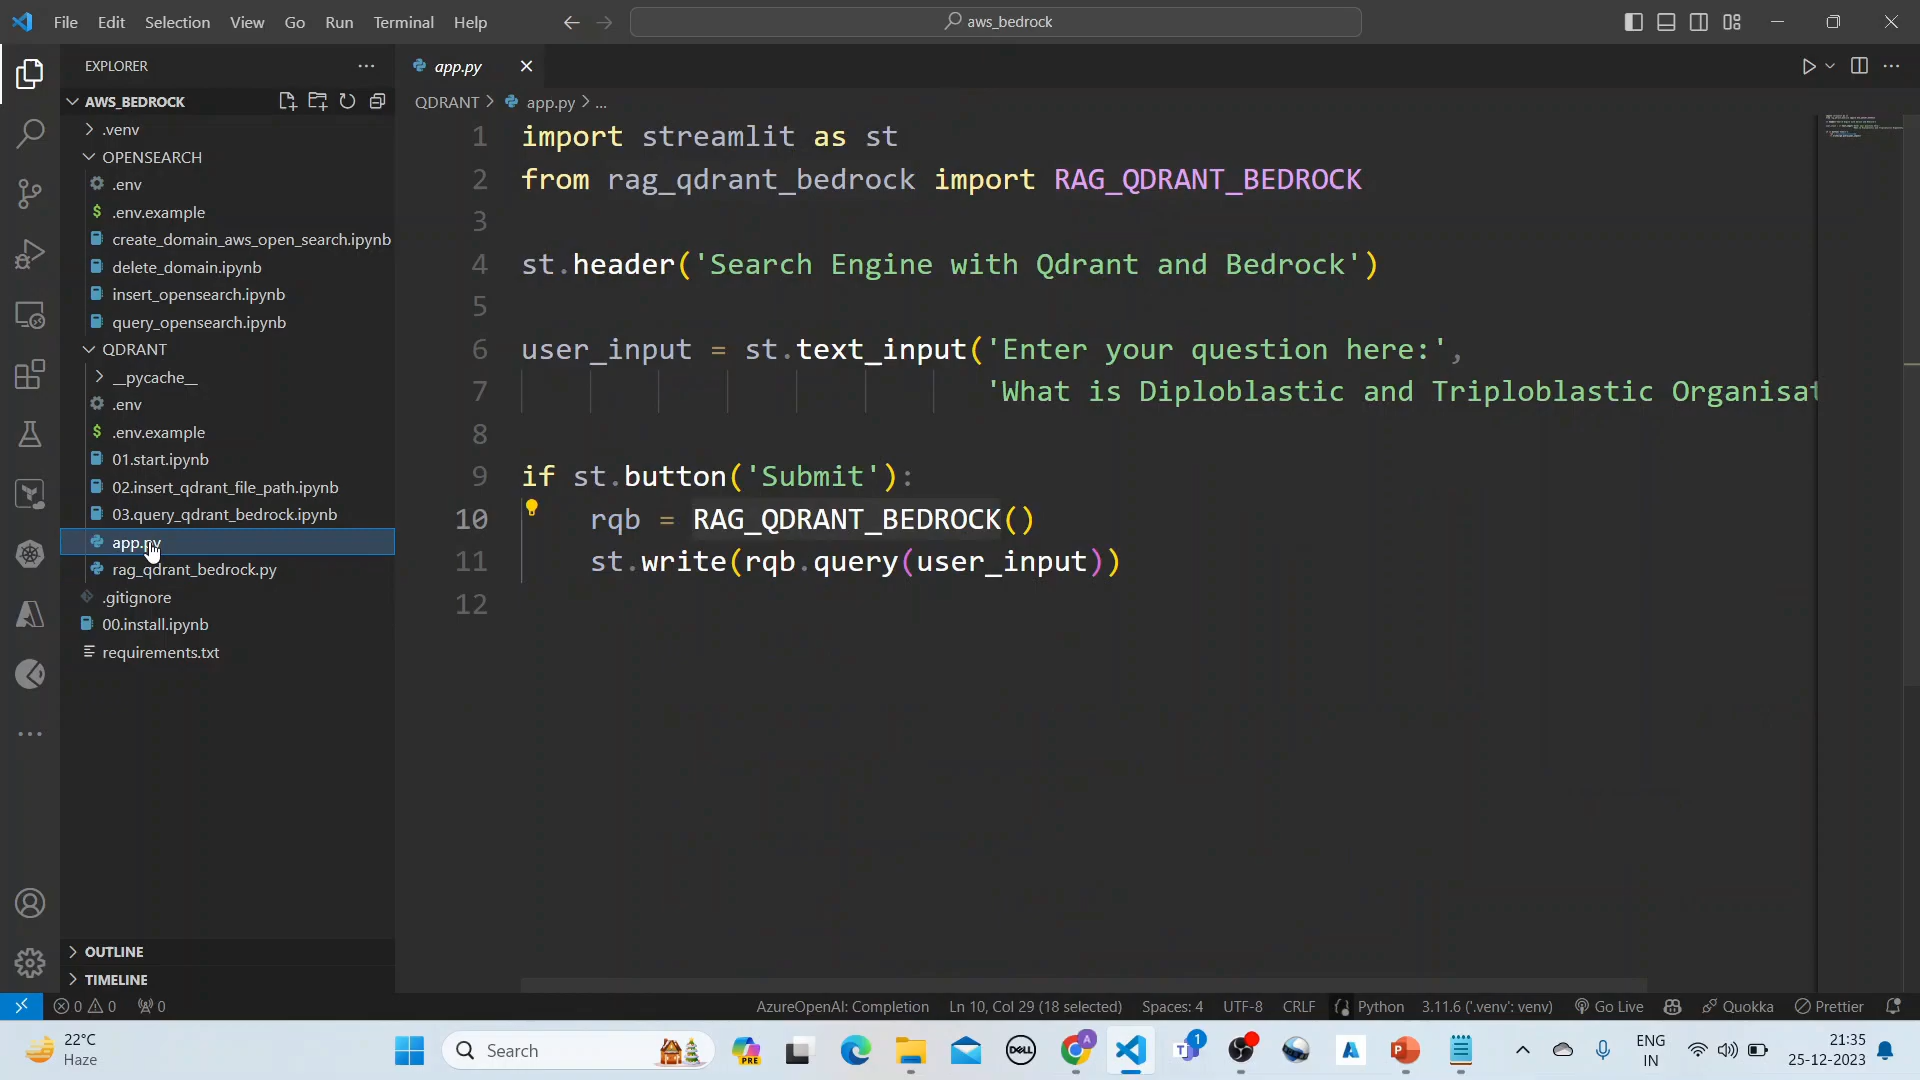 File Edit Selection View Go Run Terminal Help
aws_bedrock
EXPLORER
AWS_BEDROCK
.venv
OPENSEARCH
.env
.env.example
create_domain_aws_open_search.ipynb
delete_domain.ipynb
insert_opensearch.ipynb
query_opensearch.ipynb
QDRANT
__pycache__
.env
.env.example
01.start.ipynb
02.insert_qdrant_file_path.ipynb
03.query_qdrant_bedrock.ipynb
app.py
rag_qdrant_bedrock.py
.gitignore
00.install.ipynb
requirements.txt
OUTLINE
TIMELINE
app.py
QDRANT > app.py > ...
1 import streamlit as st
2 from rag_qdrant_bedrock import RAG_QDRANT_BEDROCK
3
4 st.header('Search Engine with Qdrant and Bedrock')
5
6 user_input = st.text_input('Enter your question here:',
7 'What is Diploblastic and Triploblastic Organisat
8
9 if st.button('Submit'):
10 rqb = RAG_QDRANT_BEDROCK()
11 st.write(rqb.query(user_input))
12
0 0 0 AzureOpenAI: Completion Ln 10, Col 29 (18 selected) Spaces: 4 UTF-8 CRLF Python 3.11.6 ('.venv': venv) Go Live Quokka Prettier
22°C
Haze
Search
PRE
DELL
A
1
ENG
IN
21:35
25-12-2023